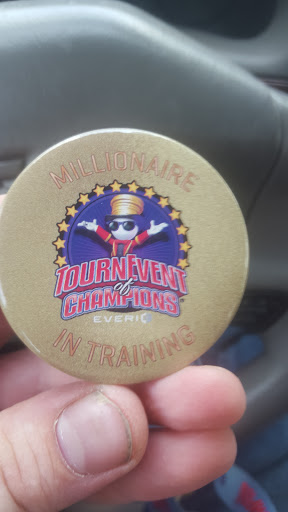 MILLIONAIRE
TOURNEVENT
of
CHAMPIONS
EVERI
IN TRAINING